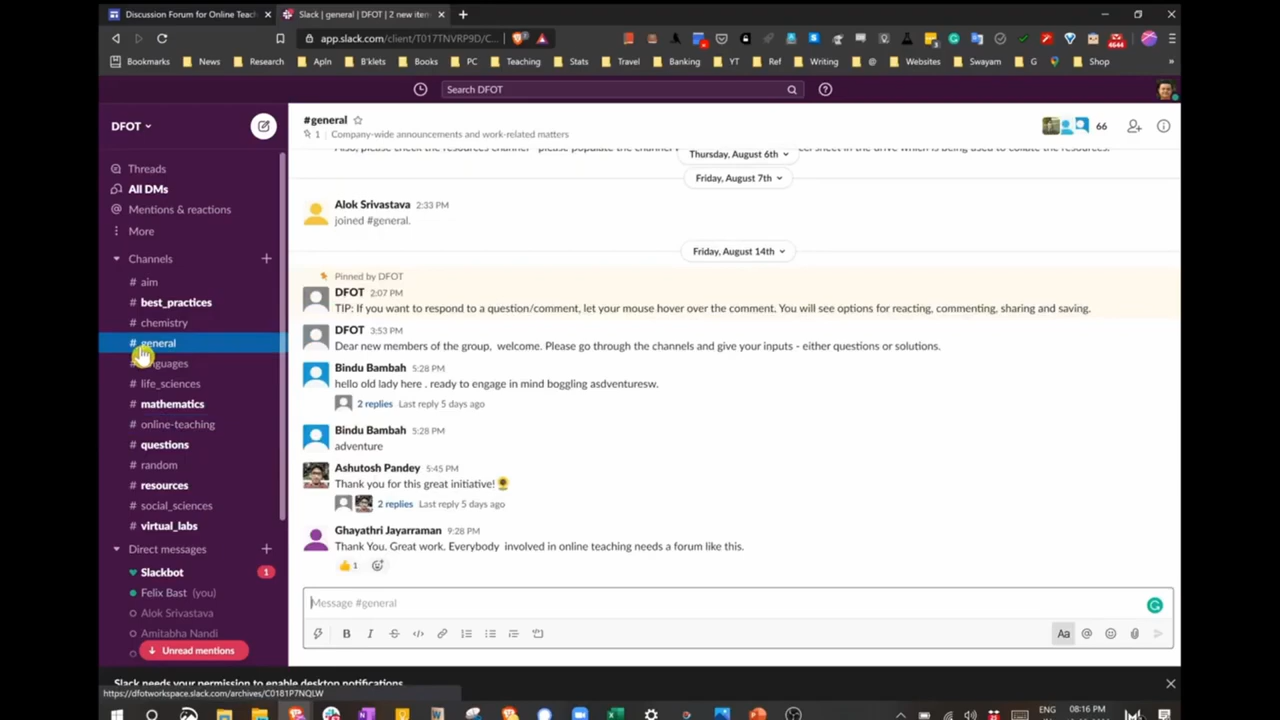 Discussion Forum for Online Teac
Slack | general | DFOT | 2 new iten
app.slack.com/client/T017TNVRP9D/C...
4644
Bookmarks News Research Apln B'klets Books PC Teaching Stats Travel Banking YT Ref Writing @ Websites Swayam G Shop »
Search DFOT
DFOT
#general
1 Company-wide announcements and work-related matters
66
Thursday, August 6th
Friday, August 7th
Threads
All DMs
Mentions & reactions
More
Channels
# aim
# best_practices
# chemistry
# general
# life_sciences
# mathematics
# online-teaching
# questions
# random
# resources
# social_sciences
# virtual_labs
Direct messages
Slackbot 1
Felix Bast (you)
Alok Srivastava
Amitabha Nandi
Unread mentions
Alok Srivastava 2:33 PM
joined #general.
Friday, August 14th
Pinned by DFOT
DFOT 2:07 PM
TIP: If you want to respond to a question/comment, let your mouse hover over the comment. You will see options for reacting, commenting, sharing and saving.
DFOT 3:53 PM
Dear new members of the group, welcome. Please go through the channels and give your inputs - either questions or solutions.
Bindu Bambah 5:28 PM
hello old lady here . ready to engage in mind boggling asdventuresw.
2 replies Last reply 5 days ago
Bindu Bambah 5:28 PM
adventure
Ashutosh Pandey 5:45 PM
Thank you for this great initiative!
2 replies Last reply 5 days ago
Ghayathri Jayarraman 9:28 PM
Thank You. Great work. Everybody involved in online teaching needs a forum like this.
1
Message #general
B I S Aa @
Slack needs your permission to enable desktop notifications.
https://dfotworkspace.slack.com/archives/C0181P7NQLW
ENG 08:16 PM